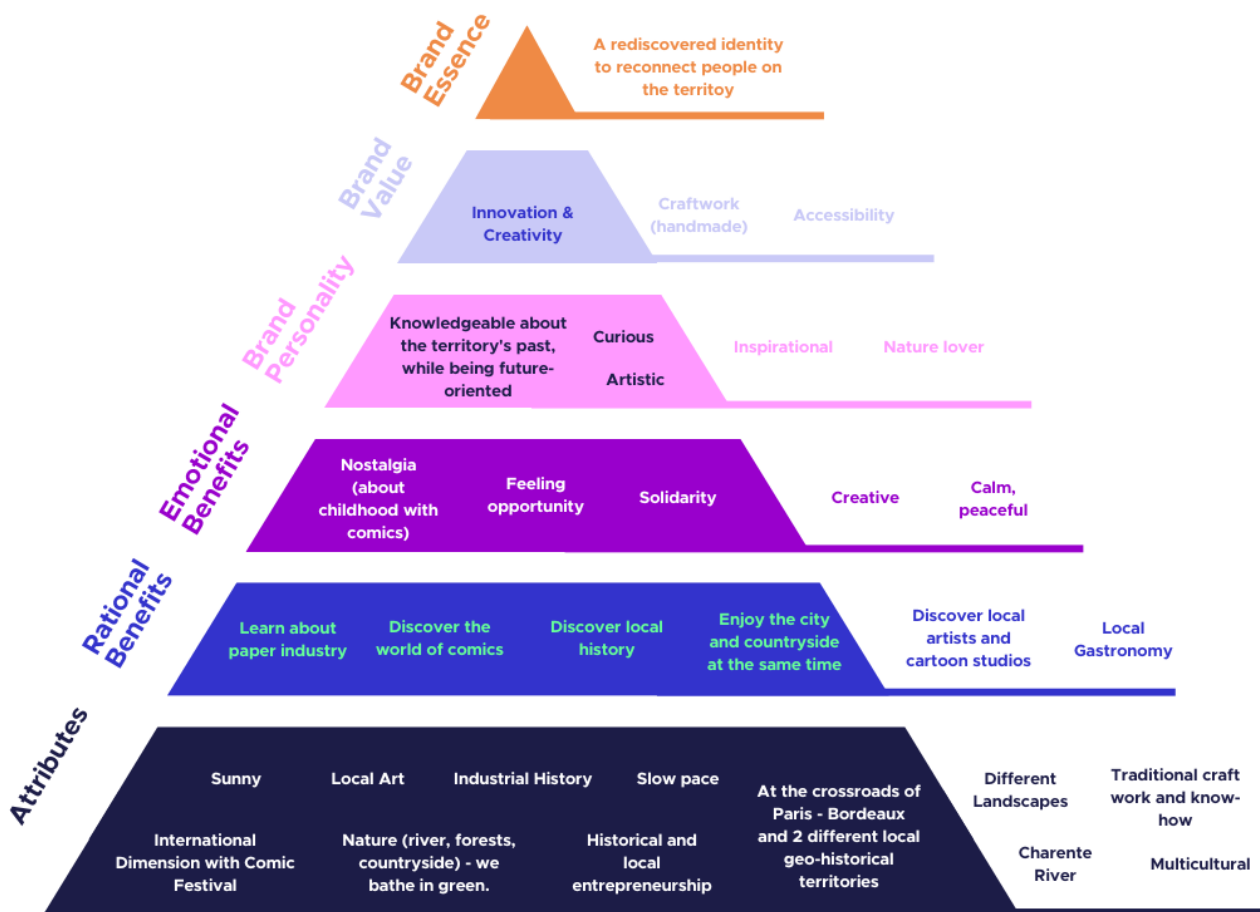 Brand
Essence
A rediscovered identity
to reconnect people on
the territoy
Brand
Value
Innovation &
Creativity
Craftwork
(handmade)
Accessibility
Brand
Personality
Knowledgeable about
the territory's past,
while being future-
oriented
Curious
Artistic
Inspirational
Nature lover
Emotional
Benefits
Nostalgia
(about
childhood with
comics)
Feeling
opportunity
Solidarity
Creative
Calm,
peaceful
Rational
Benefits
Learn about
paper industry
Discover the
world of comics
Discover local
history
Enjoy the city
and countryside
at the same time
Discover local
artists and
cartoon studios
Local
Gastronomy
Attributes
Sunny
Local Art
Industrial History
Slow pace
At the crossroads of
Paris - Bordeaux
and 2 different local
geo-historical
territories
International
Dimension with Comic
Festival
Nature (river, forests,
countryside) - we
bathe in green.
Historical and
local
entrepreneurship
Different
Landscapes
Traditional craft
work and know-
how
Charente
River
Multicultural